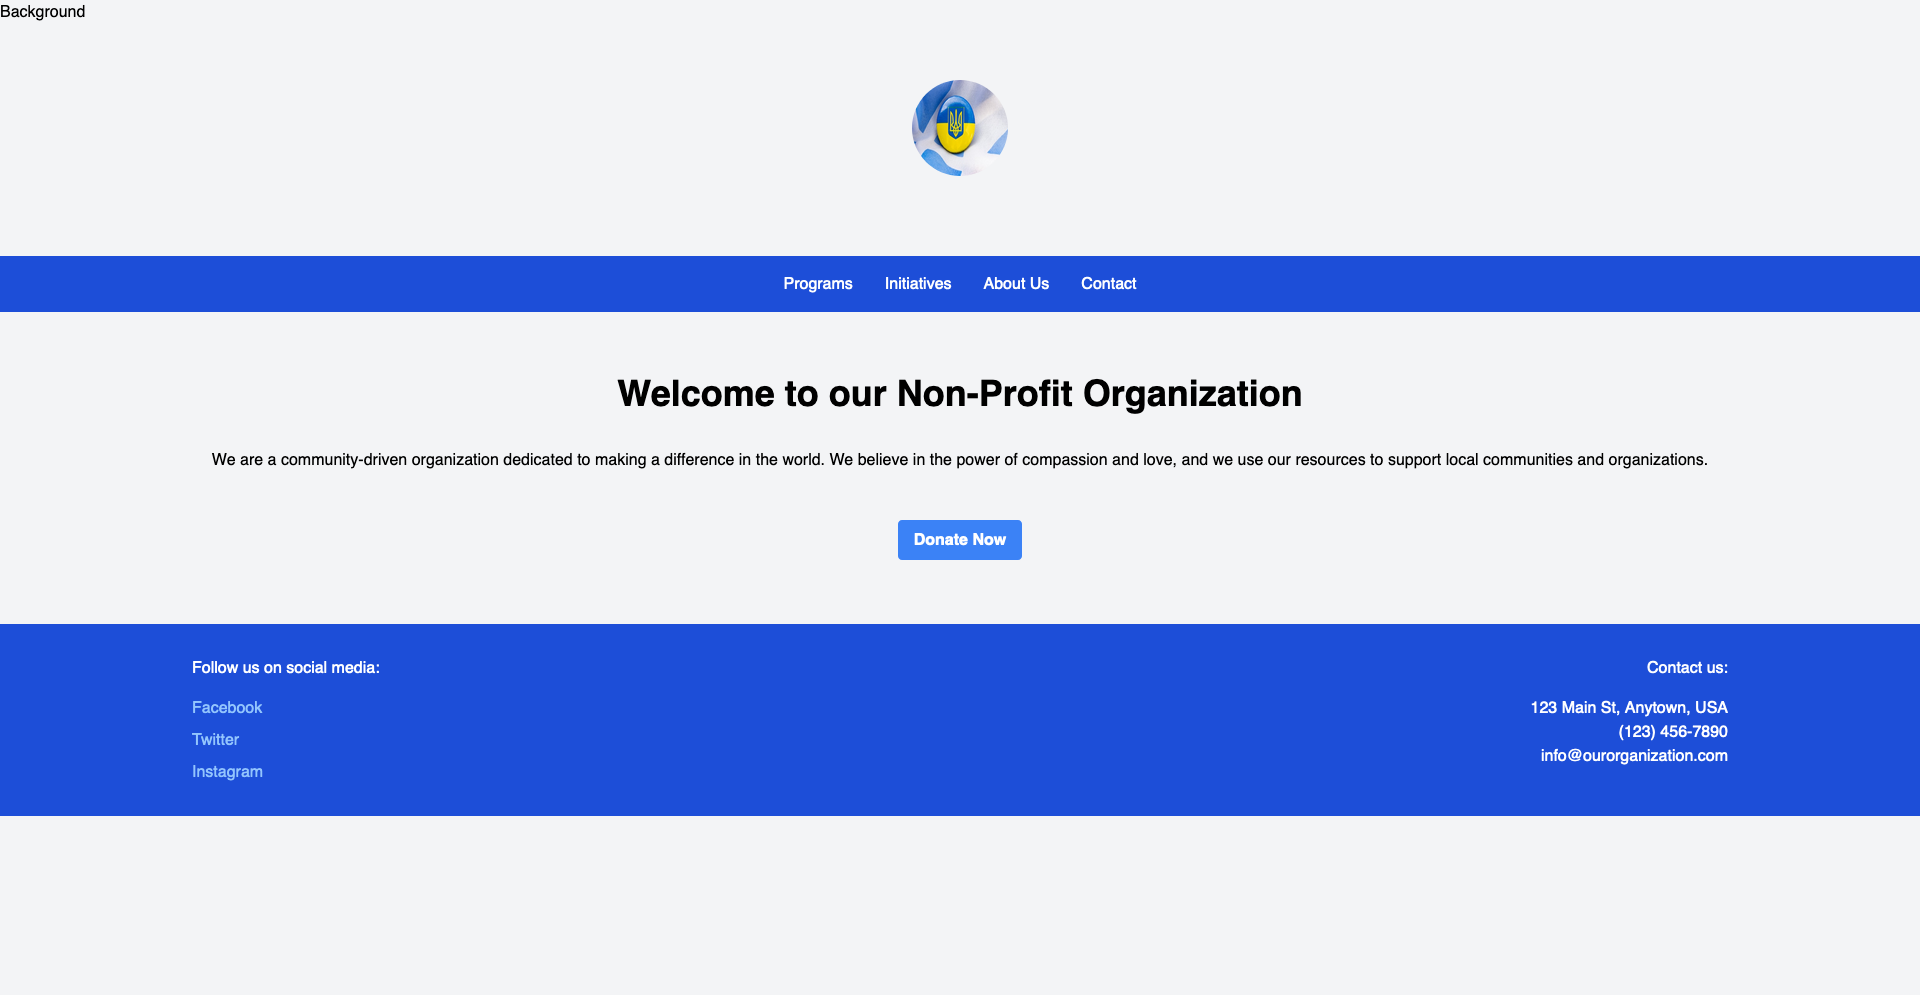 Background
Programs Initiatives About Us Contact
Welcome to our Non-Profit Organization
We are a community-driven organization dedicated to making a difference in the world. We believe in the power of compassion and love, and we use our resources to support local communities and organizations.
Donate Now
Follow us on social media:
Facebook
Twitter
Instagram
Contact us:
123 Main St, Anytown, USA
(123) 456-7890
info@ourorganization.com